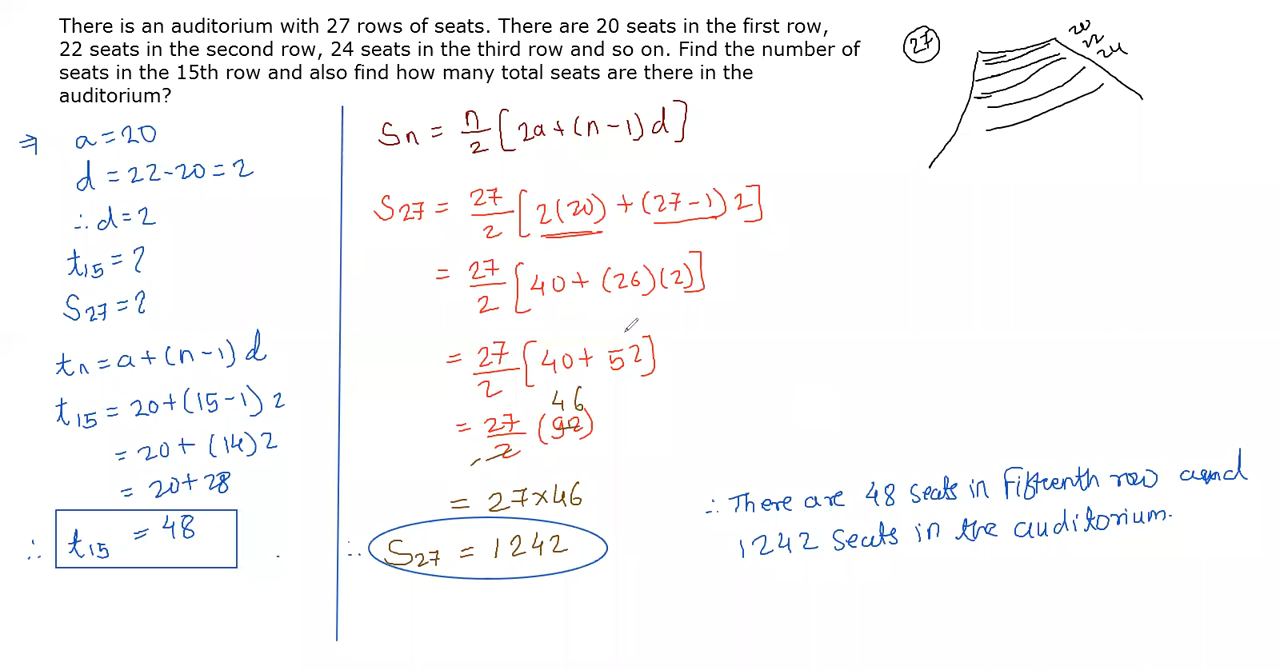 There is an auditorium with 27 rows of seats. There are 20 seats in the first row,
22 seats in the second row, 24 seats in the third row and so on. Find the number of
seats in the 15th row and also find how many total seats are there in the
auditorium?
27
20
22
24
⇒ a = 20
d = 22-20 = 2
∴ d = 2
t15 = ?
S27 = ?
tn = a + (n-1) d
t15 = 20 + (15-1) 2
= 20 + (14) 2
= 20 + 28
∴ t15 = 48
Sn = n/2 [2a + (n-1) d]
S27 = 27/2 [2(20) + (27-1) 2]
= 27/2 [40 + (26)(2)]
= 27/2 [40 + 52]
46
= 27/2 (92)
= 27 × 46
∴ S27 = 1242
∴ There are 48 seats in Fifteenth row and
1242 seats in the auditorium.